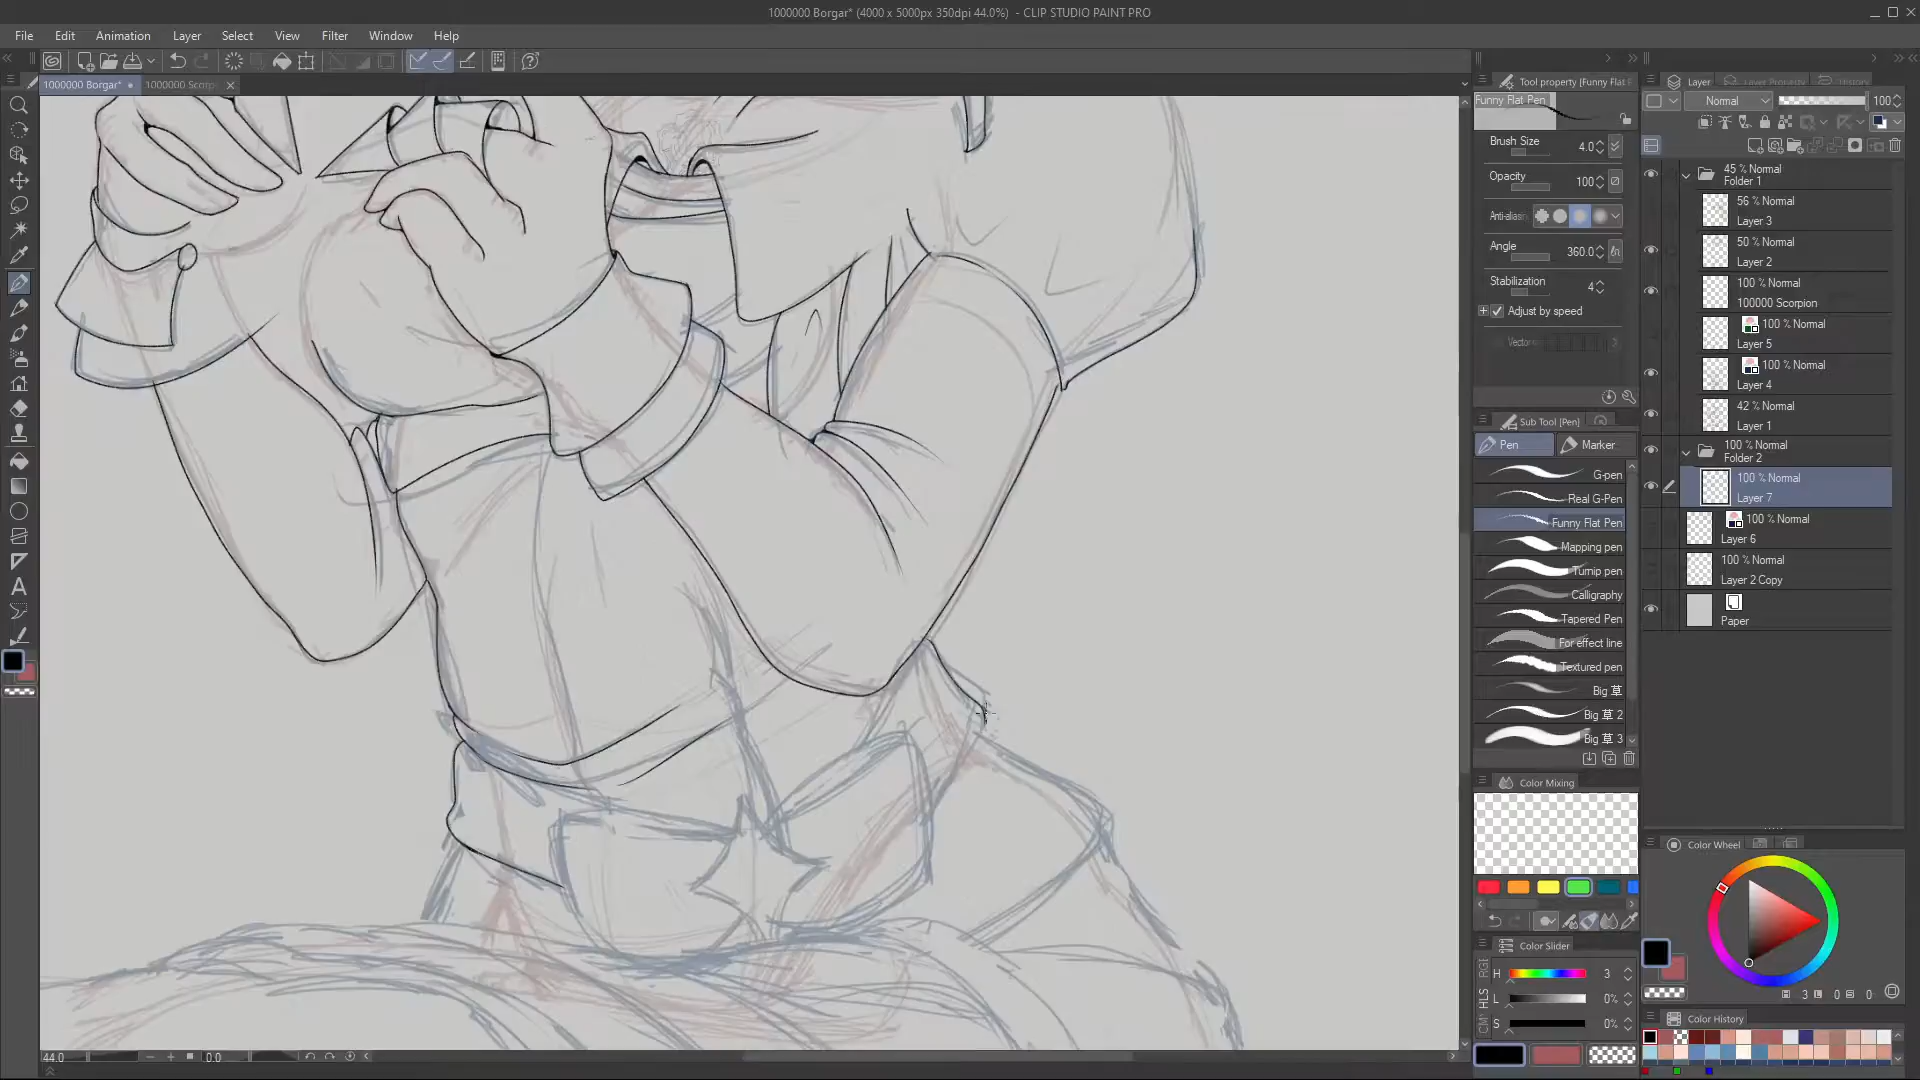 1000000 Borgar* (4000 x 5000px 350dpi 44.0%) - CLIP STUDIO PAINT PRO
File Edit Animation Layer Select View Filter Window Help
1000000 Borgar* 1000000 Scorp
Tool property [Funny Flat F
Funny Flat Pen
Brush Size 4.0
Opacity 100
Anti-aliasin
Angle 360.0
Stabilization 4
Adjust by speed
Vector
Sub Tool [Pen]
Pen Marker
G-pen
Real G-Pen
Funny Flat Pen
Mapping pen
Turnip pen
Calligraphy
Tapered Pen
For effect line
Textured pen
Big 草
Big 草 2
Big 草 3
Color Mixing
Color Slider
H 3
L 0%
S 0%
Layer Layer Property History
Normal 100
45 % Normal
Folder 1
56 % Normal
Layer 3
50 % Normal
Layer 2
100 % Normal
100000 Scorpion
100 % Normal
Layer 5
100 % Normal
Layer 4
42 % Normal
Layer 1
100 % Normal
Folder 2
100 % Normal
Layer 7
100 % Normal
Layer 6
100 % Normal
Layer 2 Copy
Paper
Color Wheel
3 0 0
Color History
44.0 0.0